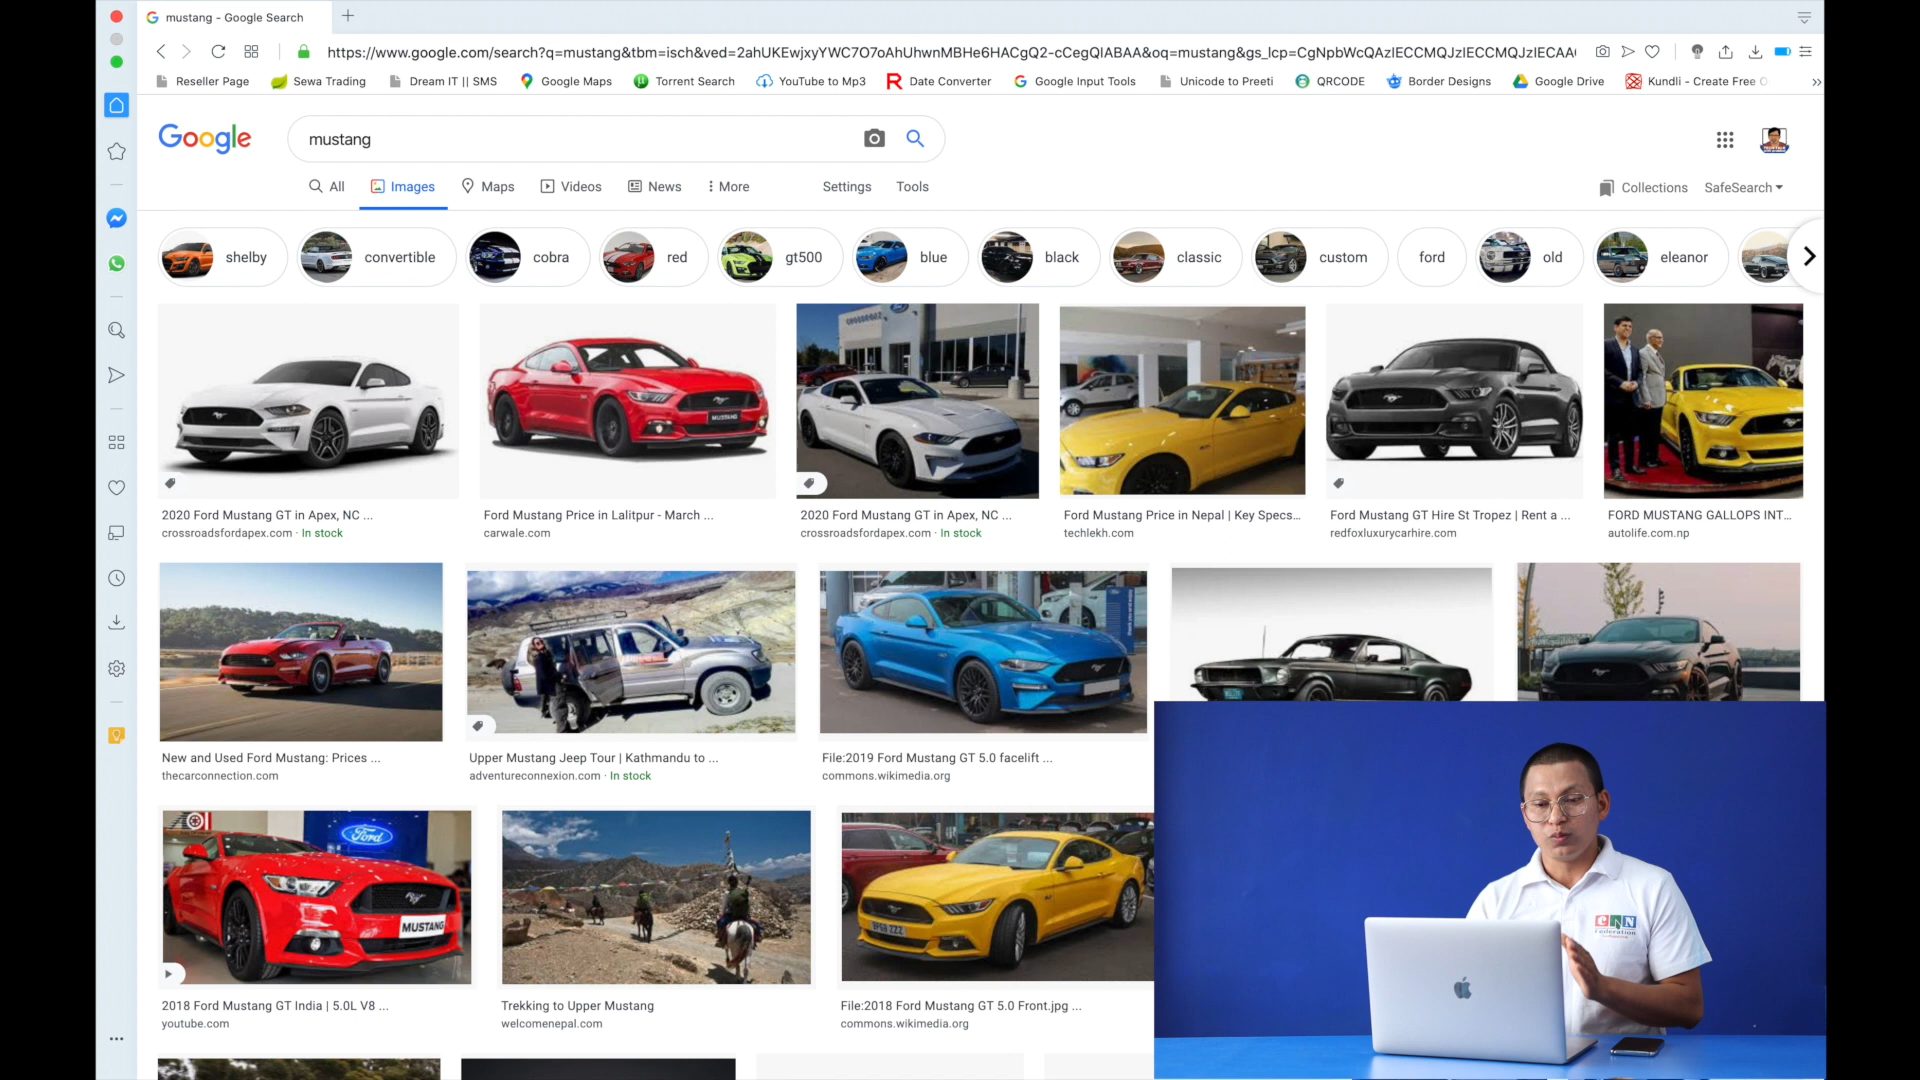 mustang - Google Search
https://www.google.com/search?q=mustang&tbm=isch&ved=2ahUKEwjxyYWC7O7oAhUhwnMBHe6HACgQ2-cCegQIABAA&oq=mustang&gs_lcp=CgNpbWcQAzIECCMQJzIECCMQJzIECAA
Reseller Page
Sewa Trading
Dream IT || SMS
Google Maps
Torrent Search
YouTube to Mp3
Date Converter
Google Input Tools
Unicode to Preeti
QRCODE
Border Designs
Google Drive
Kundli - Create Free
Google
mustang
All
Images
Maps
Videos
News
More
Settings
Tools
Collections
SafeSearch
shelby
convertible
cobra
red
gt500
blue
black
classic
custom
ford
old
eleanor
MUSTANG
2020 Ford Mustang GT in Apex, NC ...
crossroadsfordapex.com · In stock
Ford Mustang Price in Lalitpur - March ...
carwale.com
2020 Ford Mustang GT in Apex, NC ...
crossroadsfordapex.com · In stock
Ford Mustang Price in Nepal | Key Specs...
techlekh.com
Ford Mustang GT Hire St Tropez | Rent a ...
redfoxluxurycarhire.com
FORD MUSTANG GALLOPS INT...
autolife.com.np
New and Used Ford Mustang: Prices ...
thecarconnection.com
Upper Mustang Jeep Tour | Kathmandu to ...
adventureconnexion.com · In stock
File:2019 Ford Mustang GT 5.0 facelift ...
commons.wikimedia.org
Ford
MUSTANG
2018 Ford Mustang GT India | 5.0L V8 ...
youtube.com
Trekking to Upper Mustang
welcomenepal.com
File:2018 Ford Mustang GT 5.0 Front.jpg ...
commons.wikimedia.org
Federation